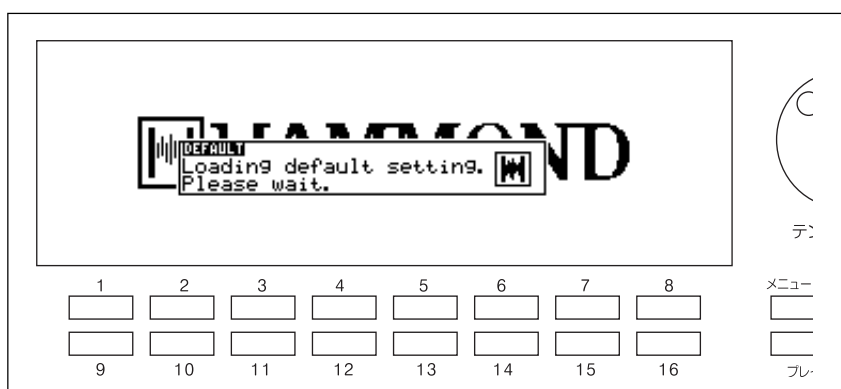 HAMMOND
DEFAULT
Loading default setting.
Please wait.
テン
1 2 3 4 5 6 7 8
メニュー
9 10 11 12 13 14 15 16
プレ